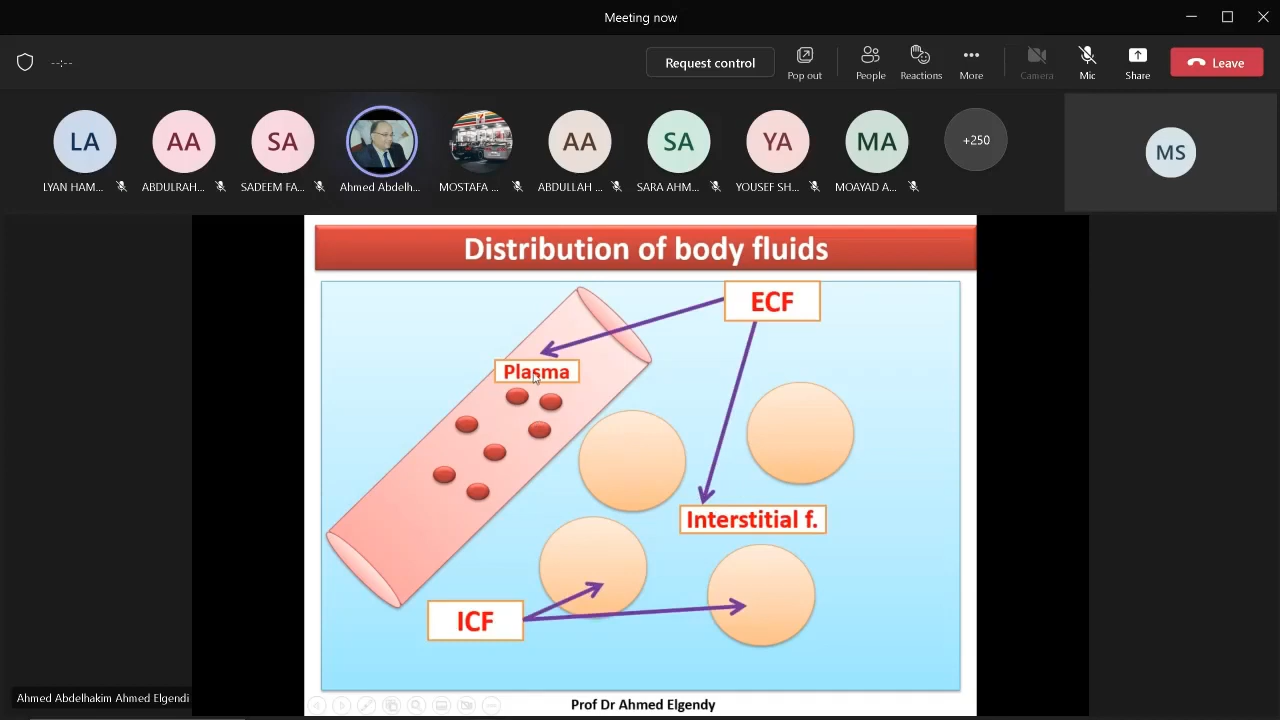 Meeting now
--:--
Request control
Pop out
People
Reactions
More
Camera
Mic
Share
Leave
LA
AA
SA
AA
SA
YA
MA
+250
MS
LYAN HAM...
ABDULRAH...
SADEEM FA...
Ahmed Abdelh...
MOSTAFA ...
ABDULLAH ...
SARA AHM...
YOUSEF SH...
MOAYAD A...
Distribution of body fluids
ECF
Plasma
Interstitial f.
ICF
Ahmed Abdelhakim Ahmed Elgendi
Prof Dr Ahmed Elgendy